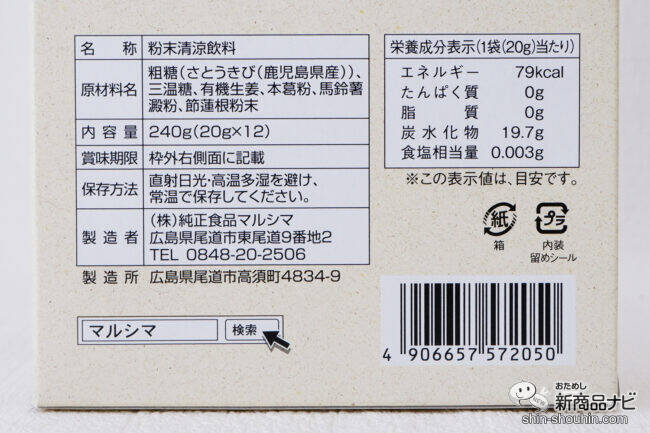 名称 粉末清涼飲料
原材料名 粗糖(さとうきび(鹿児島県産))、
三温糖、有機生姜、本葛粉、馬鈴薯
澱粉、節蓮根粉末
内容量 240g(20g×12)
賞味期限 枠外右側面に記載
保存方法 直射日光・高温多湿を避け、
常温で保存してください。
製造者 (株)純正食品マルシマ
広島県尾道市東尾道9番地2
TEL 0848-20-2506
製造所 広島県尾道市高須町4834-9
マルシマ 検索
栄養成分表示(1袋(20g)当たり)
エネルギー 79kcal
たんぱく質 0g
脂質 0g
炭水化物 19.7g
食塩相当量 0.003g
※この表示値は、目安です。
紙 プラ
箱 内装
留めシール
4 906657 572050
おためし
新商品ナビ
shin-shouhin.com